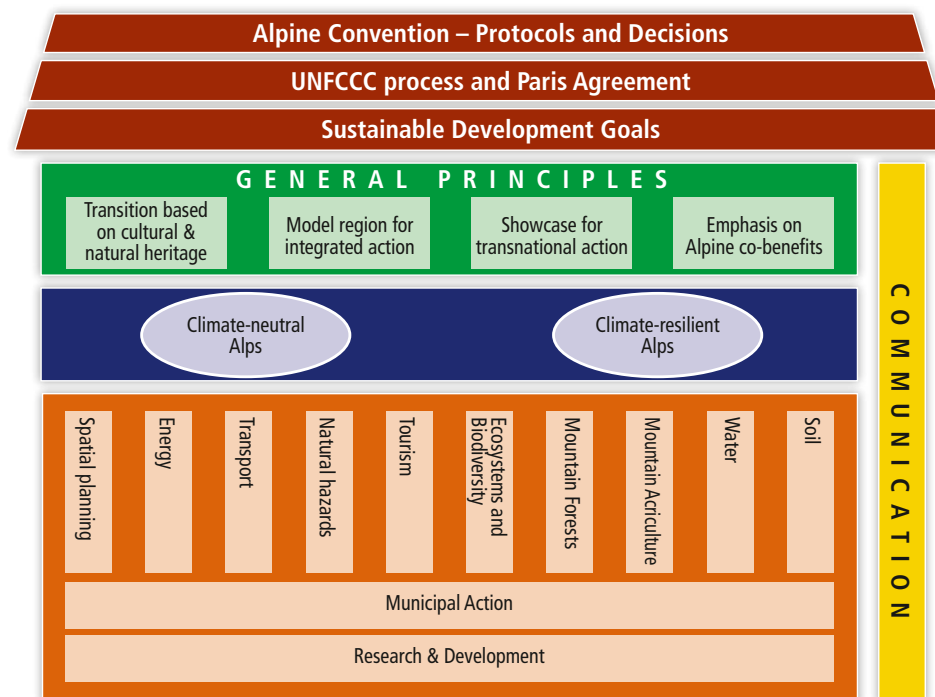 Alpine Convention – Protocols and Decisions
UNFCCC process and Paris Agreement
Sustainable Development Goals
GENERAL PRINCIPLES
Transition based
on cultural &
natural heritage
Model region for
integrated action
Showcase for
transnational action
Emphasis on
Alpine co-benefits
Climate-neutral
Alps
Climate-resilient
Alps
Spatial planning
Energy
Transport
Natural hazards
Tourism
Ecosystems and
Biodiversity
Mountain Forests
Mountain Acriculture
Water
Soil
Municipal Action
Research & Development
COMMUNICATION